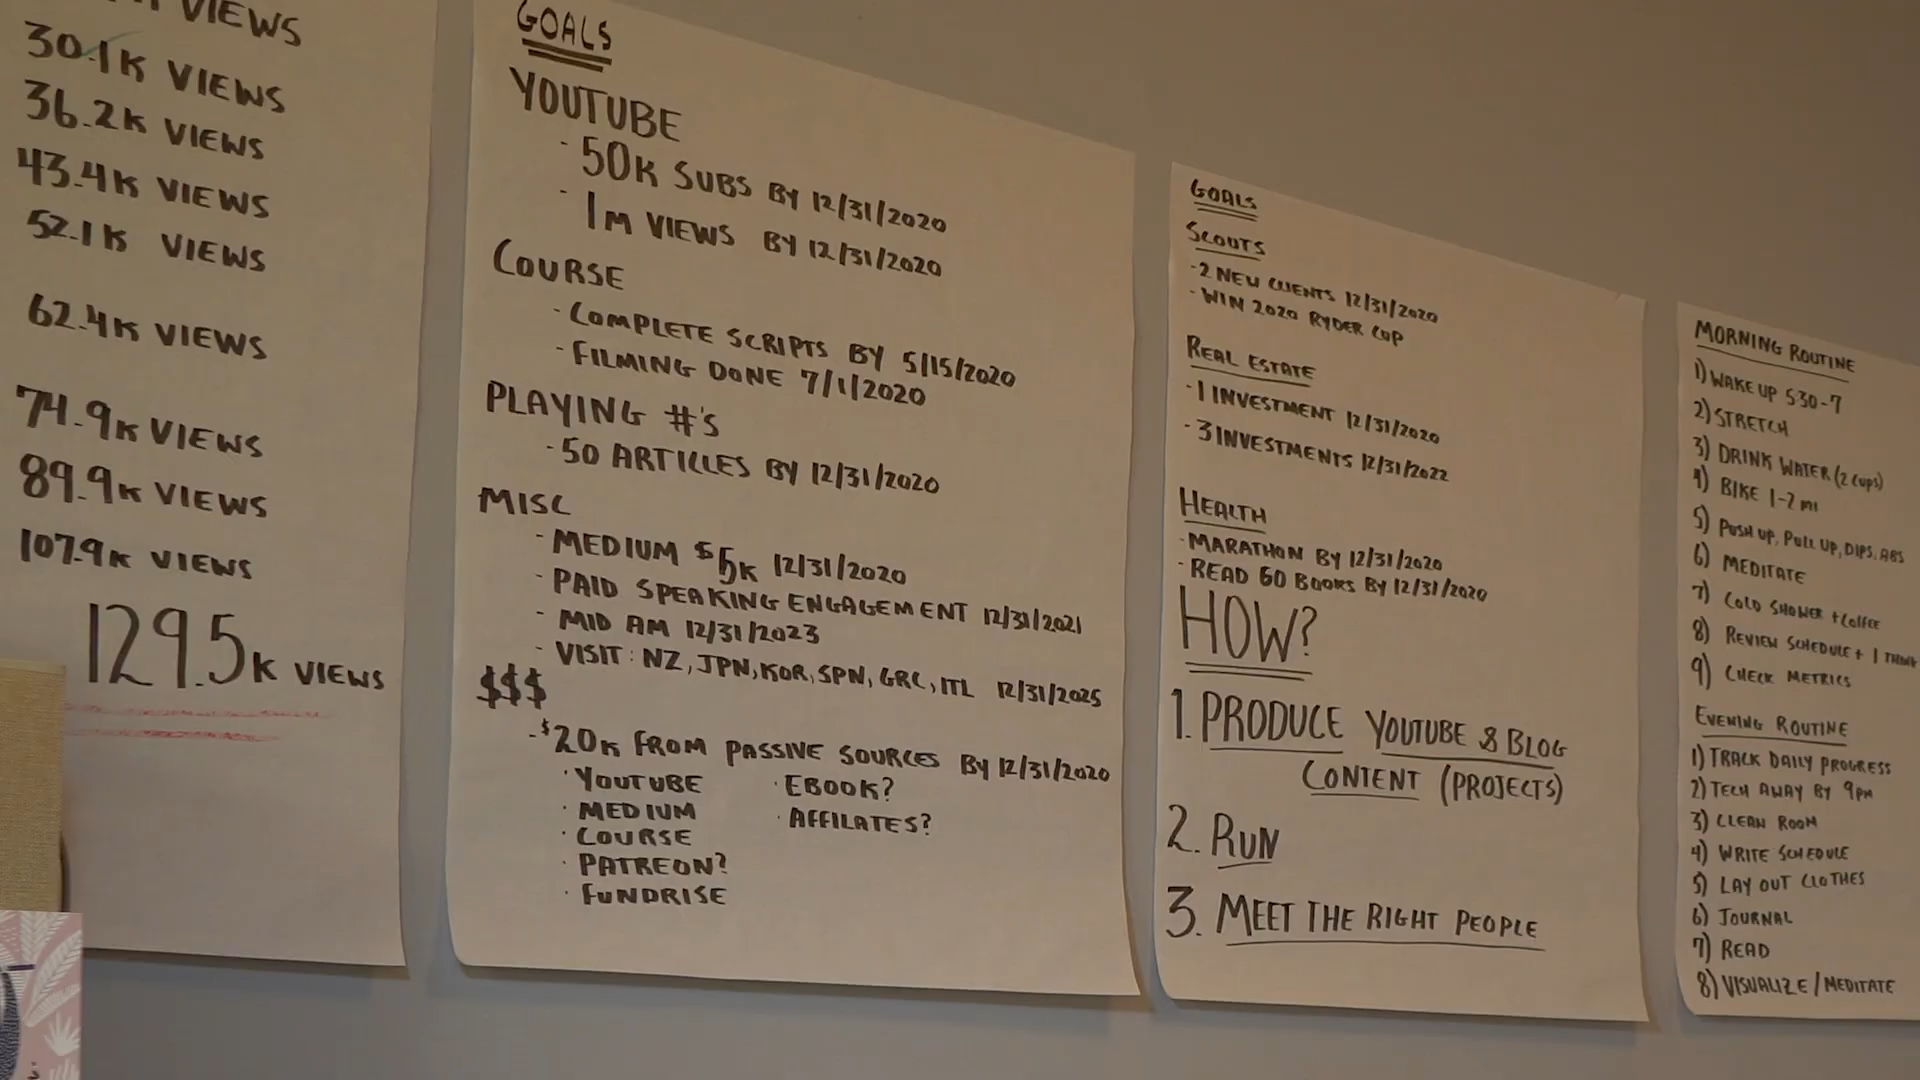 VIEWS
30.1K VIEWS
36.2K VIEWS
43.4K VIEWS
52.1K VIEWS
62.4K VIEWS
74.9K VIEWS
89.9K VIEWS
107.9K VIEWS
129.5K VIEWS
GOALS
YOUTUBE
- 50K SUBS BY 12/31/2020
- 1M VIEWS BY 12/31/2020
COURSE
- COMPLETE SCRIPTS BY 5/15/2020
- FILMING DONE 7/1/2020
PLAYING #'S
- 50 ARTICLES BY 12/31/2020
MISC
- MEDIUM $5K 12/31/2020
- PAID SPEAKING ENGAGEMENT 12/31/2021
- MID AM 12/31/2023
- VISIT: NZ, JPN, KOR, SPN, GRC, ITL 12/31/2025
$$$
- $20K FROM PASSIVE SOURCES BY 12/31/2020
· YOUTUBE · EBOOK?
· MEDIUM · AFFILATES?
· COURSE
· PATREON?
· FUNDRISE
GOALS
SCOUTS
- 2 NEW CLIENTS 12/31/2020
- WIN 2020 RYDER CUP
REAL ESTATE
- 1 INVESTMENT 12/31/2020
- 3 INVESTMENTS 12/31/2022
HEALTH
- MARATHON BY 12/31/2020
- READ 60 BOOKS BY 12/31/2020
HOW?
1. PRODUCE YOUTUBE & BLOG
CONTENT (PROJECTS)
2. RUN
3. MEET THE RIGHT PEOPLE
MORNING ROUTINE
1) WAKE UP 530-7
2) STRETCH
3) DRINK WATER (2 CUPS)
4) BIKE 1-2 MI
5) PUSH UP, PULL UP, DIPS, ABS
6) MEDITATE
7) COLD SHOWER + COFFEE
8) REVIEW SCHEDULE + 1 THING
9) CHECK METRICS
EVENING ROUTINE
1) TRACK DAILY PROGRESS
2) TECH AWAY BY 9PM
3) CLEAN ROOM
4) WRITE SCHEDULE
5) LAY OUT CLOTHES
6) JOURNAL
7) READ
8) VISUALIZE / MEDITATE